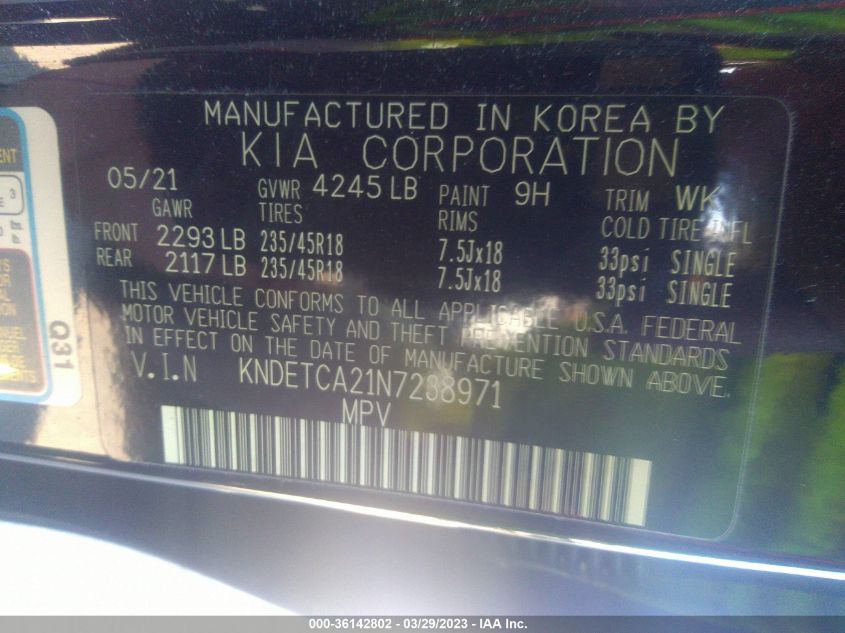 MANUFACTURED IN KOREA BY
KIA CORPORATION
05/21 GVWR 4245 LB PAINT 9H TRIM WK
GAWR TIRES RIMS COLD TIRE INFL
FRONT 2293 LB 235/45R18 7.5Jx18 33psi SINGLE
REAR 2117 LB 235/45R18 7.5Jx18 33psi SINGLE
THIS VEHICLE CONFORMS TO ALL APPLICABLE U.S.A. FEDERAL
MOTOR VEHICLE SAFETY AND THEFT PREVENTION STANDARDS
IN EFFECT ON THE DATE OF MANUFACTURE SHOWN ABOVE.
V.I.N KNDETCA21N7238971
MPV
Q31
000-36142802 - 03/29/2023 - IAA Inc.